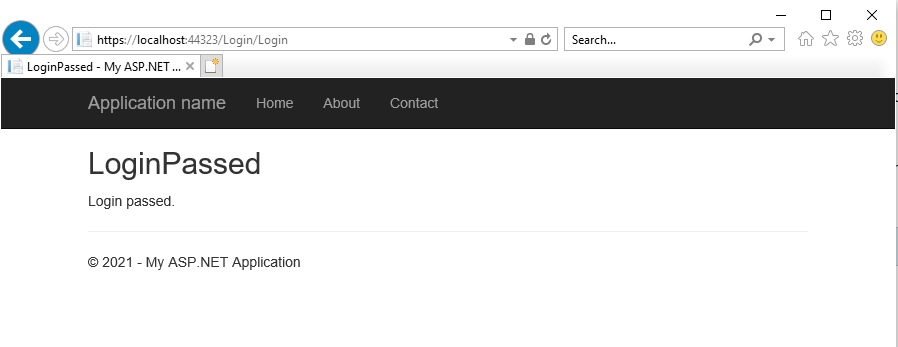 https://localhost:44323/Login/Login
Search...
LoginPassed - My ASP.NET ...
Application name Home About Contact
LoginPassed
Login passed.
© 2021 - My ASP.NET Application